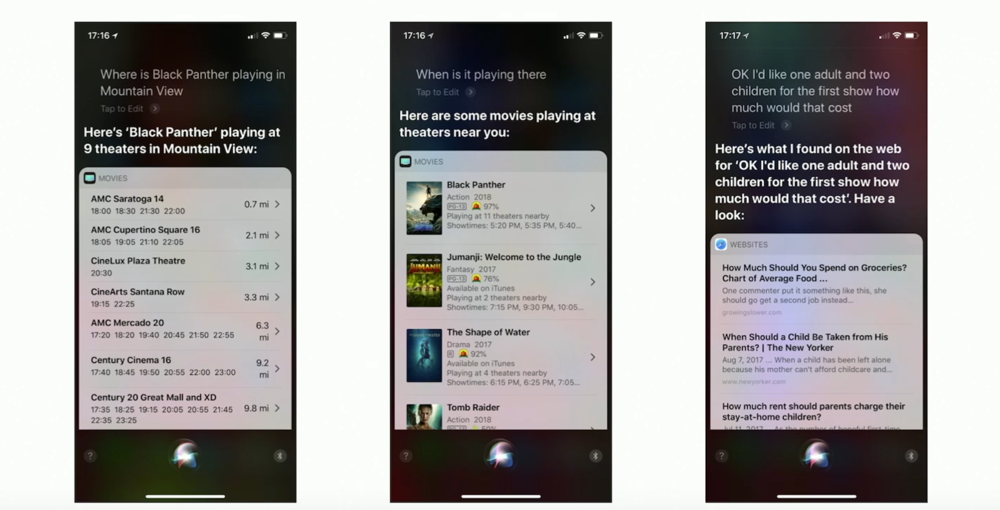 17:16
Where is Black Panther playing in
Mountain View
Tap to Edit
Here's ‘Black Panther’ playing at
9 theaters in Mountain View:
MOVIES
AMC Saratoga 14
18:00 18:30 21:30 22:00
0.7 mi
AMC Cupertino Square 16
18:05 19:05 21:10 22:05
2.1 mi
CineLux Plaza Theatre
20:30
3.1 mi
CineArts Santana Row
19:15 22:25
3.3 mi
AMC Mercado 20
17:20 18:20 19:40 20:45 21:50 22:55
6.3
mi
Century Cinema 16
17:40 18:45 19:50 20:55 22:00 23:00
9.2
mi
Century 20 Great Mall and XD
17:35 18:25 19:15 20:05 20:55 21:45
22:35 23:25
9.8 mi
?
17:16
When is it playing there
Tap to Edit
Here are some movies playing at
theaters near you:
MOVIES
Black Panther
Action 2018
PG-13 97%
Playing at 11 theaters nearby
Showtimes: 5:20 PM, 5:35 PM, 5:40...
JUMANJI
Jumanji: Welcome to the Jungle
Fantasy 2017
PG-13 76%
Available on iTunes
Playing at 2 theaters nearby
Showtimes: 7:15 PM, 9:30 PM, 10:05...
The Shape of Water
Drama 2017
R 92%
Available on iTunes
Playing at 4 theaters nearby
Showtimes: 6:15 PM, 6:25 PM, 7:05...
Tomb Raider
Action 2018
PG-13 50%
?
17:17
OK I'd like one adult and two
children for the first show how
much would that cost
Tap to Edit
Here's what I found on the web
for ‘OK I'd like one adult and two
children for the first show how
much would that cost’. Have a
look:
WEBSITES
How Much Should You Spend on Groceries?
Chart of Average Food ...
One commenter put it something like this, she
should go get a second job instead...
growingslower.com
When Should a Child Be Taken from His
Parents? | The New Yorker
Aug 7, 2017 ... When a child has been left alone
because his mother can't afford childcare and...
www.newyorker.com
How much rent should parents charge their
stay-at-home children?
Jul 11, 2017 ... As the number of hopeful first-time
?